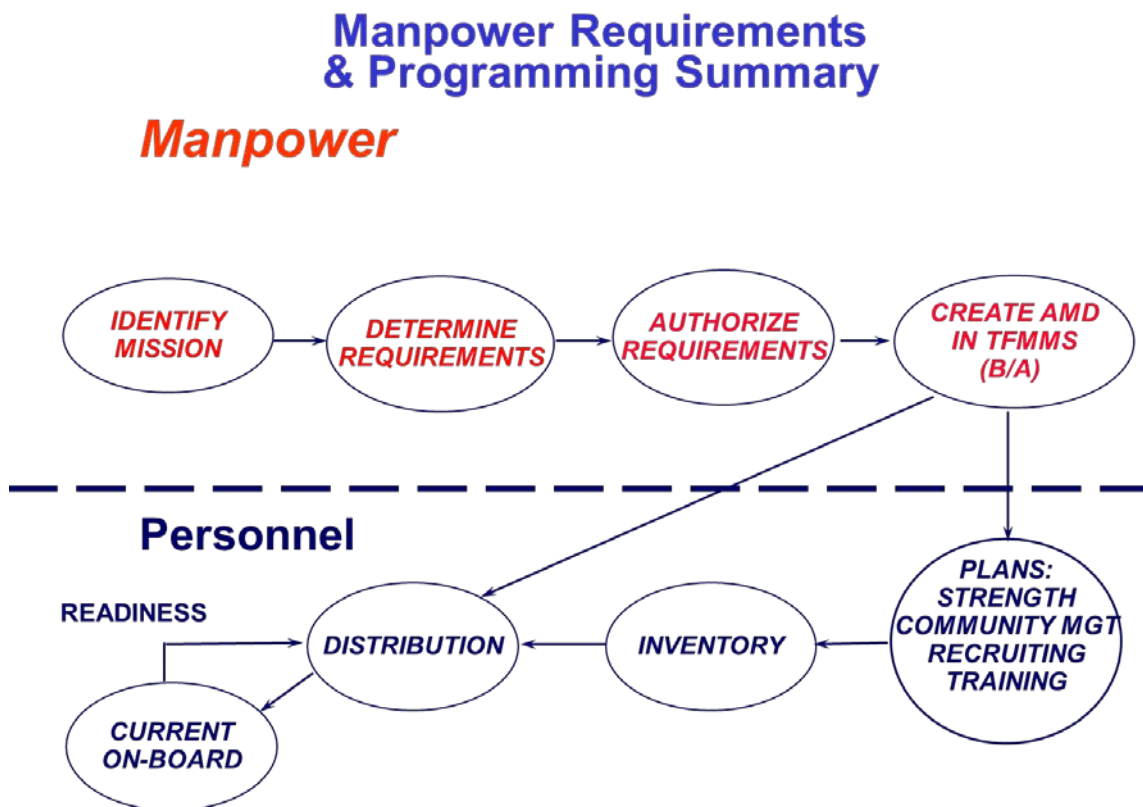 Manpower Requirements
& Programming Summary
Manpower
IDENTIFY
MISSION
DETERMINE
REQUIREMENTS
AUTHORIZE
REQUIREMENTS
CREATE AMD
IN TFMMS
(B/A)
Personnel
READINESS
DISTRIBUTION
INVENTORY
PLANS:
STRENGTH
COMMUNITY MGT
RECRUITING
TRAINING
CURRENT
ON-BOARD